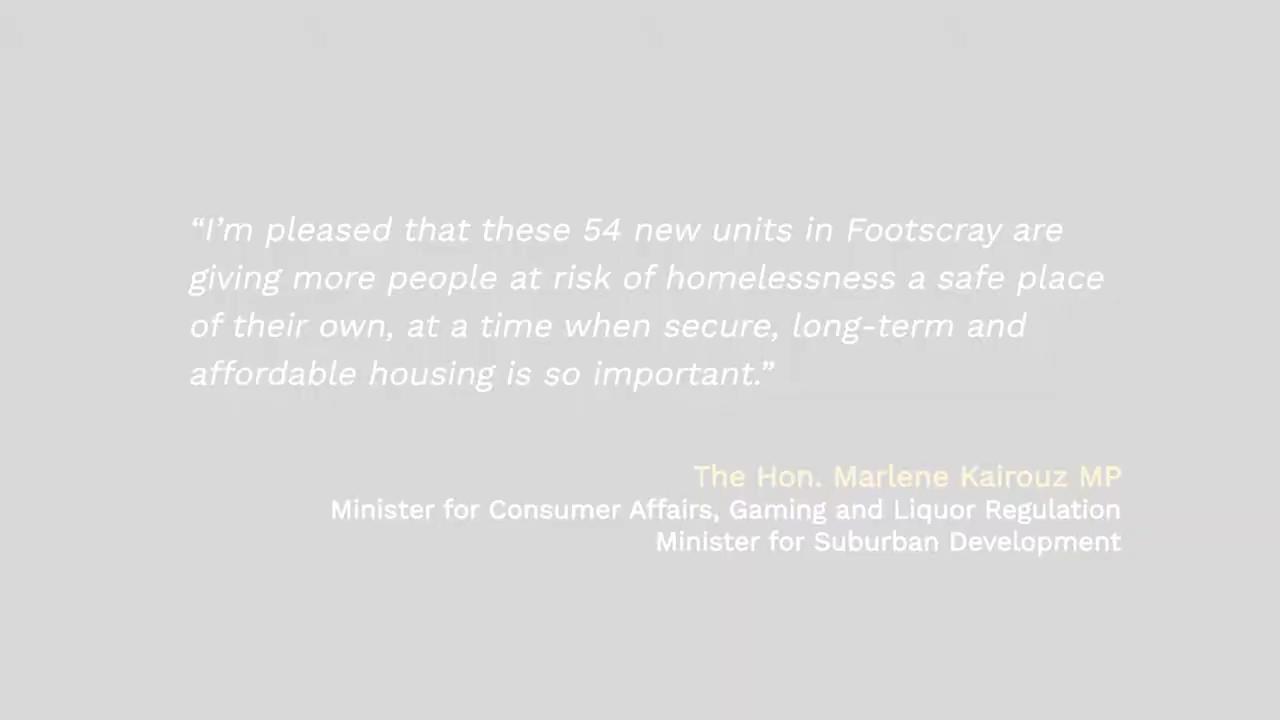 “I’m pleased that these 54 new units in Footscray are
giving more people at risk of homelessness a safe place
of their own, at a time when secure, long-term and
affordable housing is so important.”
The Hon. Marlene Kairouz MP
Minister for Consumer Affairs, Gaming and Liquor Regulation
Minister for Suburban Development